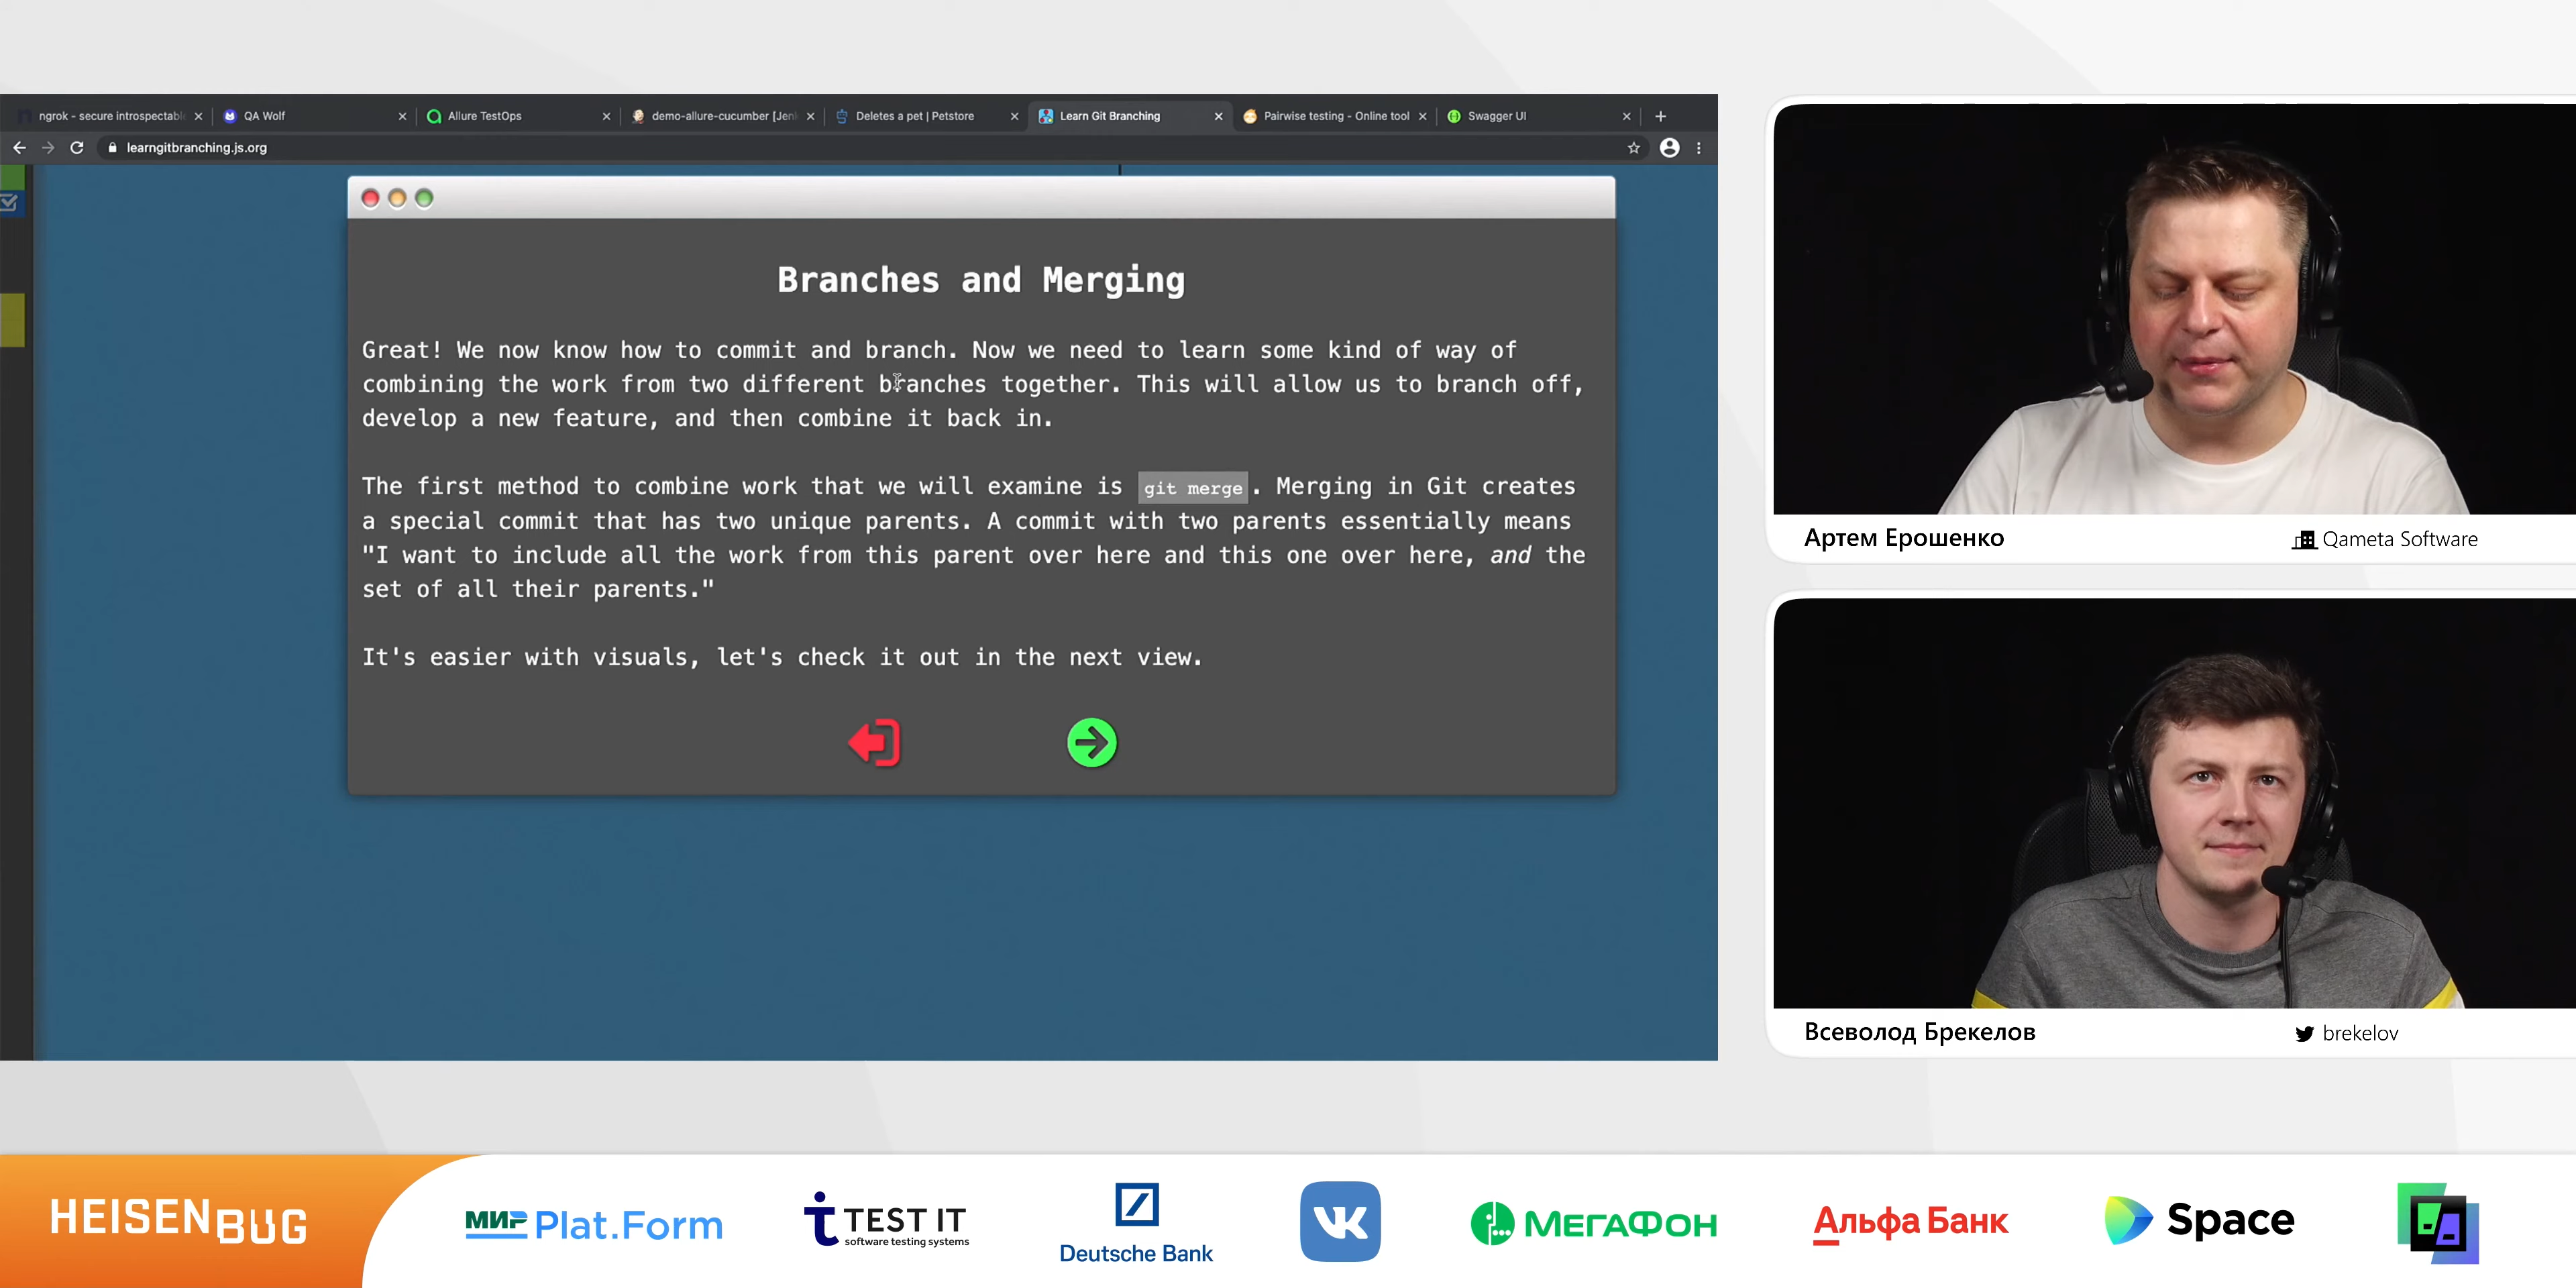 ngrok - secure introspectabl
QA Wolf
Allure TestOps
demo-allure-cucumber [Jen
Deletes a pet | Petstore
Learn Git Branching
Pairwise testing - Online tool
Swagger UI
learngitbranching.js.org
Branches and Merging
Great! We now know how to commit and branch. Now we need to learn some kind of way of
combining the work from two different branches together. This will allow us to branch off,
develop a new feature, and then combine it back in.
The first method to combine work that we will examine is git merge. Merging in Git creates
a special commit that has two unique parents. A commit with two parents essentially means
"I want to include all the work from this parent over here and this one over here, and the
set of all their parents."
It's easier with visuals, let's check it out in the next view.
Артем Ерошенко
Qameta Software
Всеволод Брекелов
brekelov
HEISENBUG
МИР Plat.Form
TEST IT
software testing systems
Deutsche Bank
VK
МЕГАФОН
Альфа Банк
Space